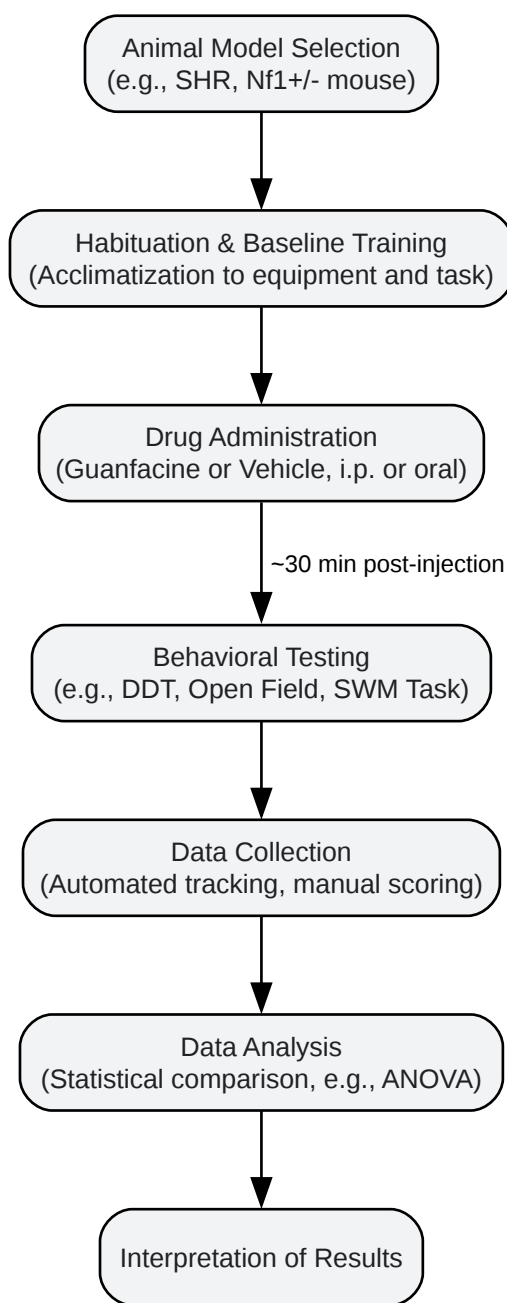 Animal Model Selection
(e.g., SHR, Nf1+/- mouse)
Habituation & Baseline Training
(Acclimatization to equipment and task)
Drug Administration
(Guanfacine or Vehicle, i.p. or oral)
~30 min post-injection
Behavioral Testing
(e.g., DDT, Open Field, SWM Task)
Data Collection
(Automated tracking, manual scoring)
Data Analysis
(Statistical comparison, e.g., ANOVA)
Interpretation of Results